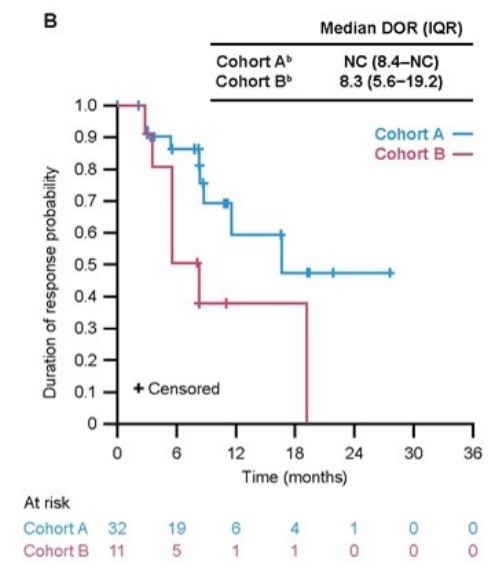 B
Median DOR (IQR)
Cohort Aᵇ NC (8.4–NC)
Cohort Bᵇ 8.3 (5.6–19.2)
Cohort A
Cohort B
Duration of response probability
1.0
0.9
0.8
0.7
0.6
0.5
0.4
0.3
0.2
0.1
0
+ Censored
0 6 12 18 24 30 36
Time (months)
At risk
Cohort A 32 19 6 4 1 0 0
Cohort B 11 5 1 1 0 0 0